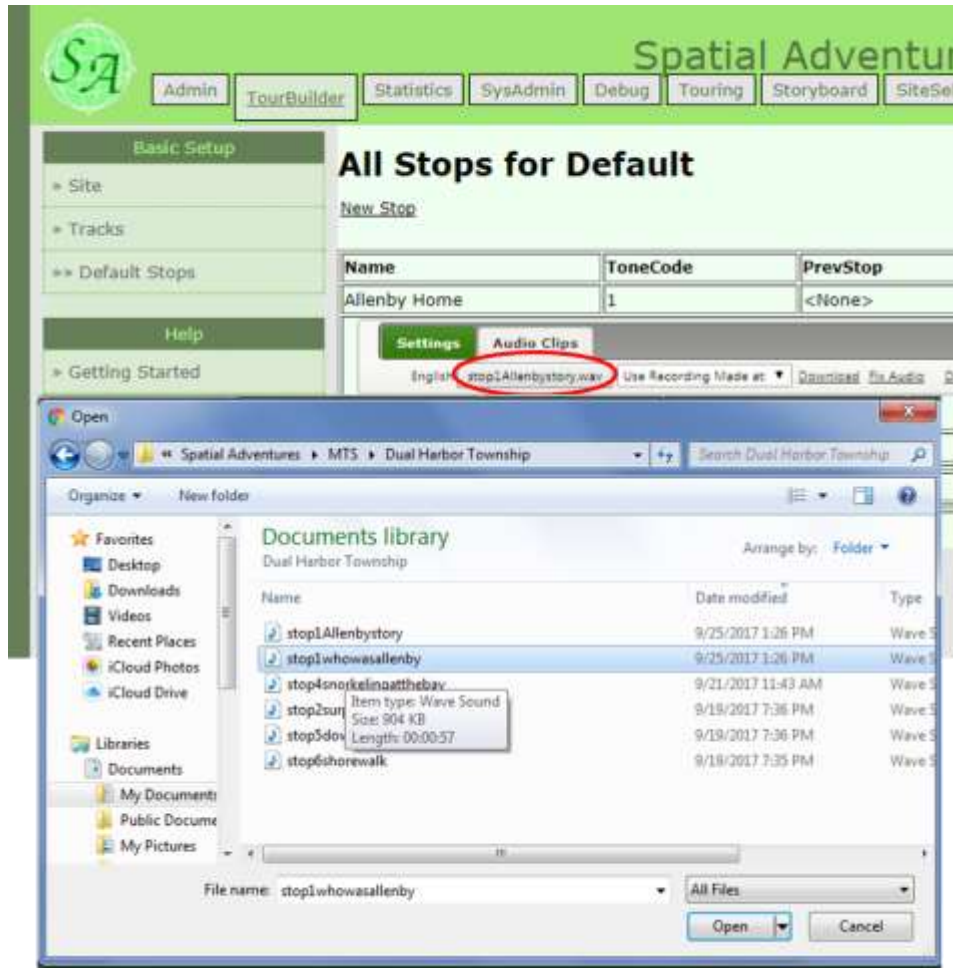 SA
Spatial Adventur
Admin TourBuilder Statistics SysAdmin Debug Touring Storyboard SiteSel
Basic Setup
» Site
» Tracks
»» Default Stops
Help
» Getting Started
All Stops for Default
New Stop
Name ToneCode PrevStop
Allenby Home 1 <None>
Settings Audio Clips
English stop1Allenbystory.wav Use Recording Made at: Download Fix Audio D
Open
« Spatial Adventures MTS Dual Harbor Township Search Dual Harbor Township
Organize New folder
Favorites
Desktop
Downloads
Videos
Recent Places
iCloud Photos
iCloud Drive
Libraries
Documents
My Documents
Public Docume
My Pictures
Documents library
Dual Harbor Township
Arrange by: Folder
Name Date modified Type
stop1Allenbystory 9/25/2017 1:26 PM Wave S
stop1whowasallenby 9/25/2017 1:26 PM Wave S
stop4snorkelingatthebay 9/21/2017 11:43 AM Wave S
stop2sun 9/19/2017 7:36 PM Wave S
stop5dov 9/19/2017 7:36 PM Wave S
stop6shorewalk 9/19/2017 7:35 PM Wave S
Item type: Wave Sound
Size: 904 KB
Length: 00:00:57
File name: stop1whowasallenby All Files
Open Cancel